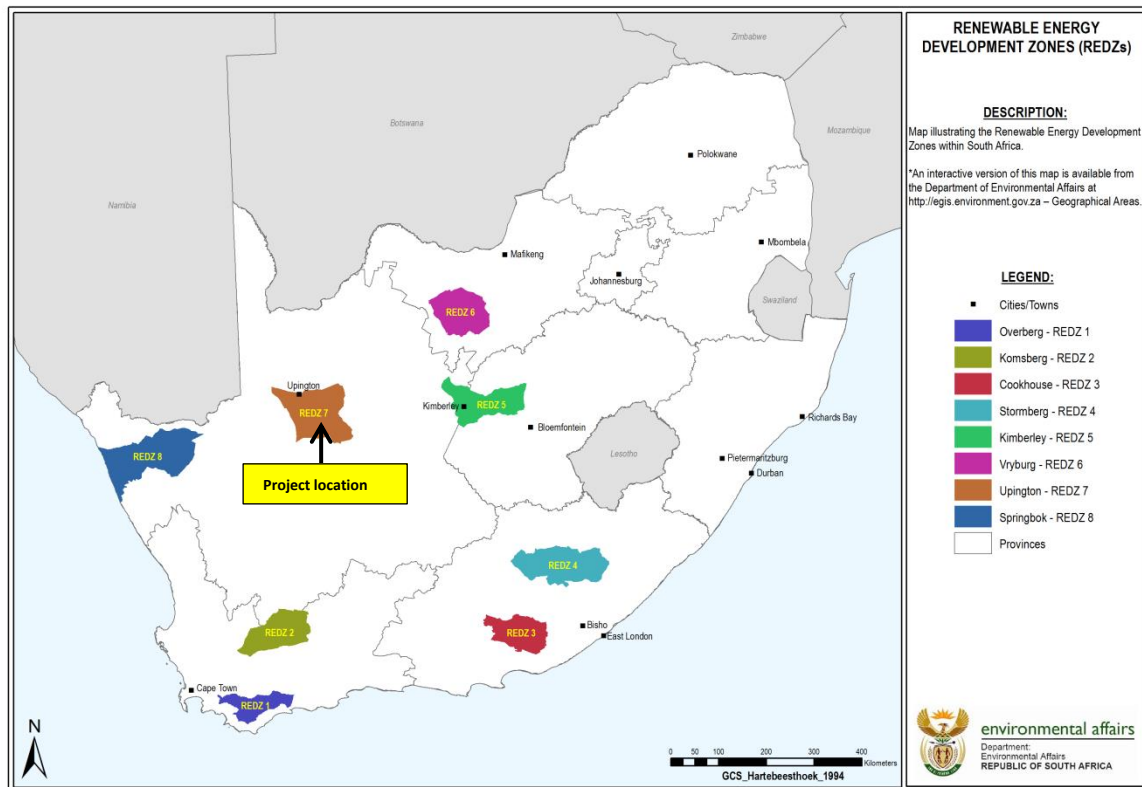 Zimbabwe
Botswana
Mozambique
Namibia
Polokwane
Mbombela
Mafikeng
Johannesburg
Swaziland
REDZ 6
Upington
REDZ 7
Kimberley
REDZ 5
Bloemfontein
Richards Bay
REDZ 8
Lesotho
Pietermaritzburg
Durban
Project location
REDZ 4
REDZ 2
REDZ 3
Bisho
East London
Cape Town
REDZ 1
N
0 50 100 200 300 400
Kilometers
GCS_Hartebeesthoek_1994
RENEWABLE ENERGY
DEVELOPMENT ZONES (REDZs)
DESCRIPTION:
Map illustrating the Renewable Energy Development
Zones within South Africa.
*An interactive version of this map is available from
the Department of Environmental Affairs at
http://egis.environment.gov.za – Geographical Areas.
LEGEND:
Cities/Towns
Overberg - REDZ 1
Komsberg - REDZ 2
Cookhouse - REDZ 3
Stormberg - REDZ 4
Kimberley - REDZ 5
Vryburg - REDZ 6
Upington - REDZ 7
Springbok - REDZ 8
Provinces
environmental affairs
Department:
Environmental Affairs
REPUBLIC OF SOUTH AFRICA